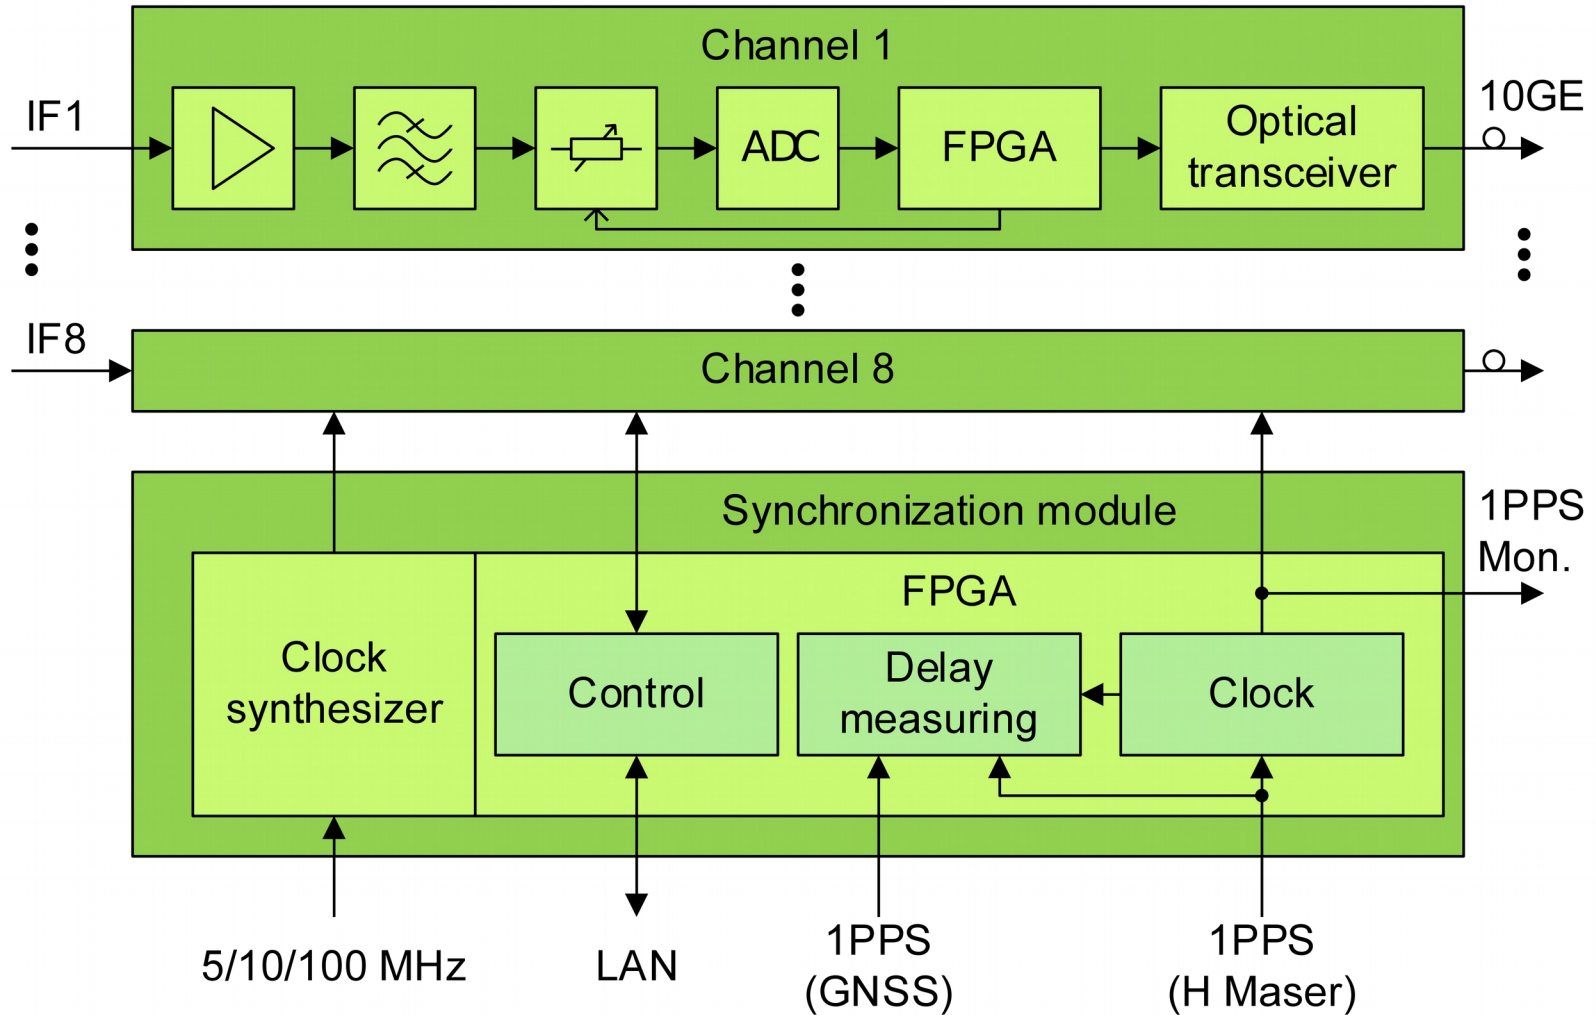 Channel 1
IF1
ADC
FPGA
Optical
transceiver
10GE
IF8
Channel 8
Synchronization module
1PPS
Mon.
FPGA
Clock
synthesizer
Control
Delay
measuring
Clock
5/10/100 MHz
LAN
1PPS
(GNSS)
1PPS
(H Maser)